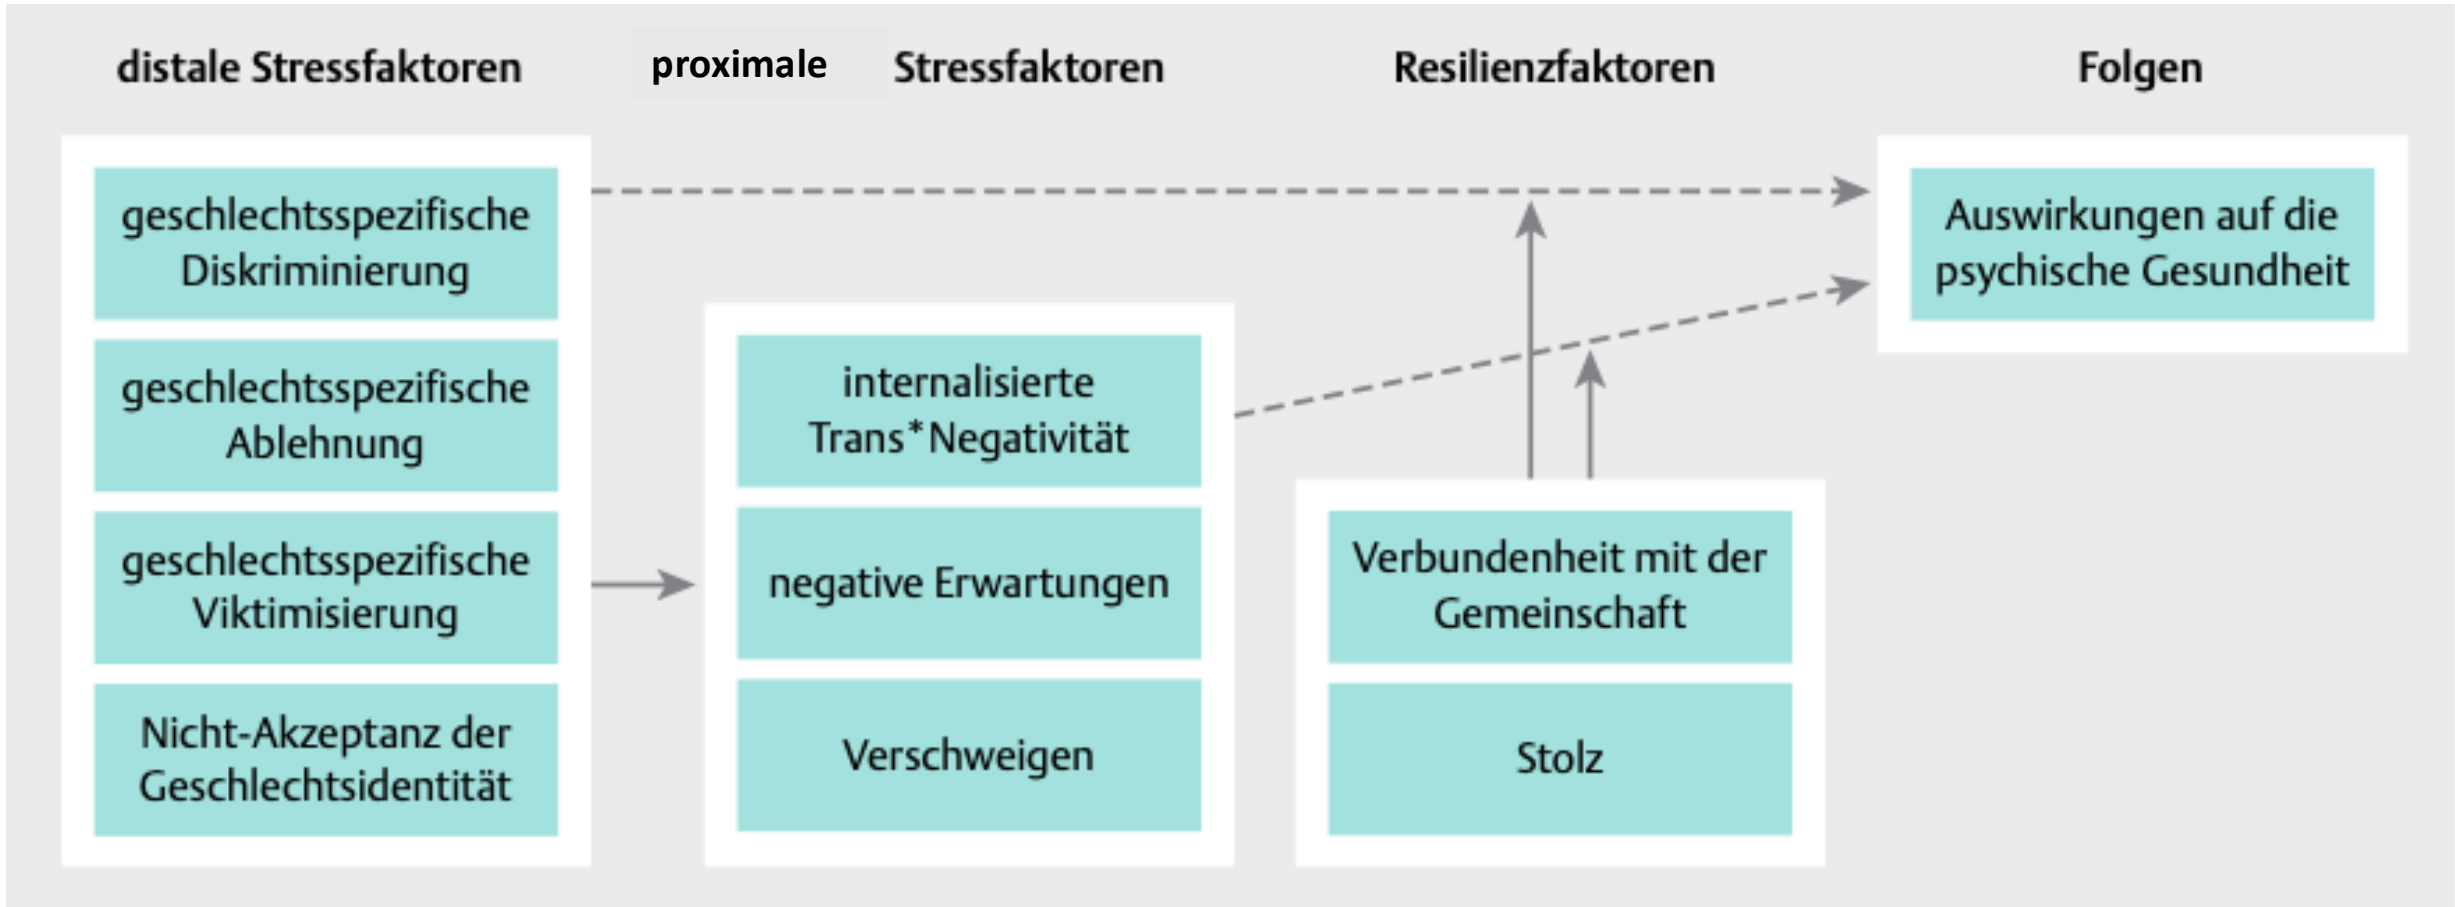 distale Stressfaktoren
proximale Stressfaktoren
Resilienzfaktoren
Folgen
geschlechtsspezifische
Diskriminierung
geschlechtsspezifische
Ablehnung
geschlechtsspezifische
Viktimisierung
Nicht-Akzeptanz der
Geschlechtsidentität
internalisierte
Trans*Negativität
negative Erwartungen
Verschweigen
Verbundenheit mit der
Gemeinschaft
Stolz
Auswirkungen auf die
psychische Gesundheit